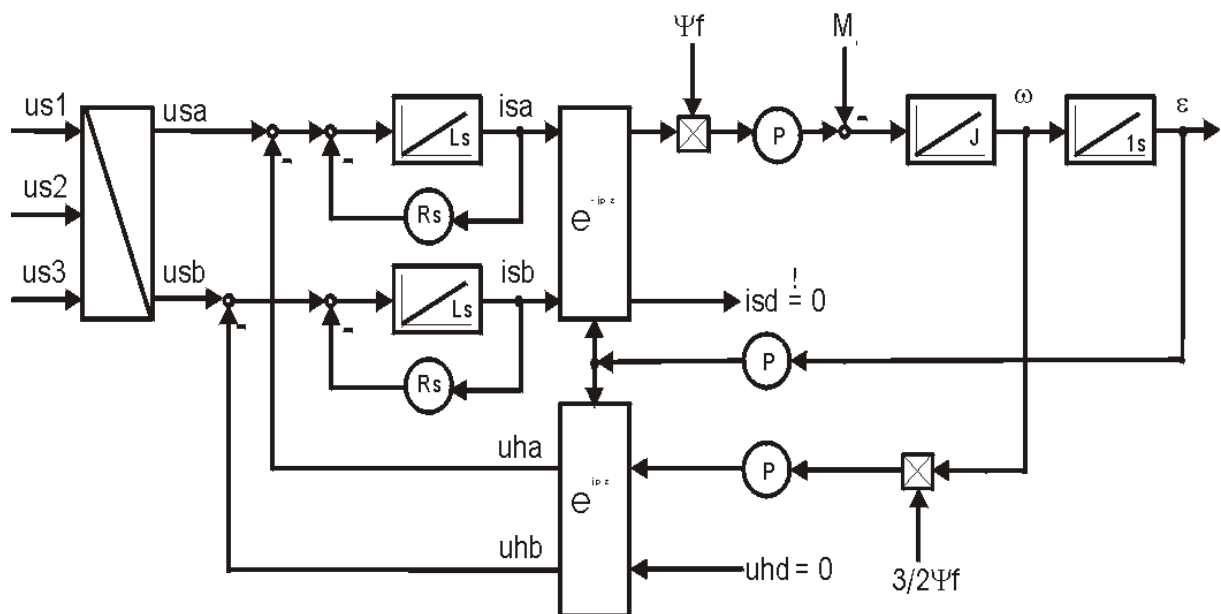 Ψf
M
us1
usa
isa
ω
ε
Ls
P
J
1s
us2
Rs
e
usb
isb
!
us3
Ls
isd = 0
P
Rs
uha
P
e
uhb
uhd = 0
3/2Ψf